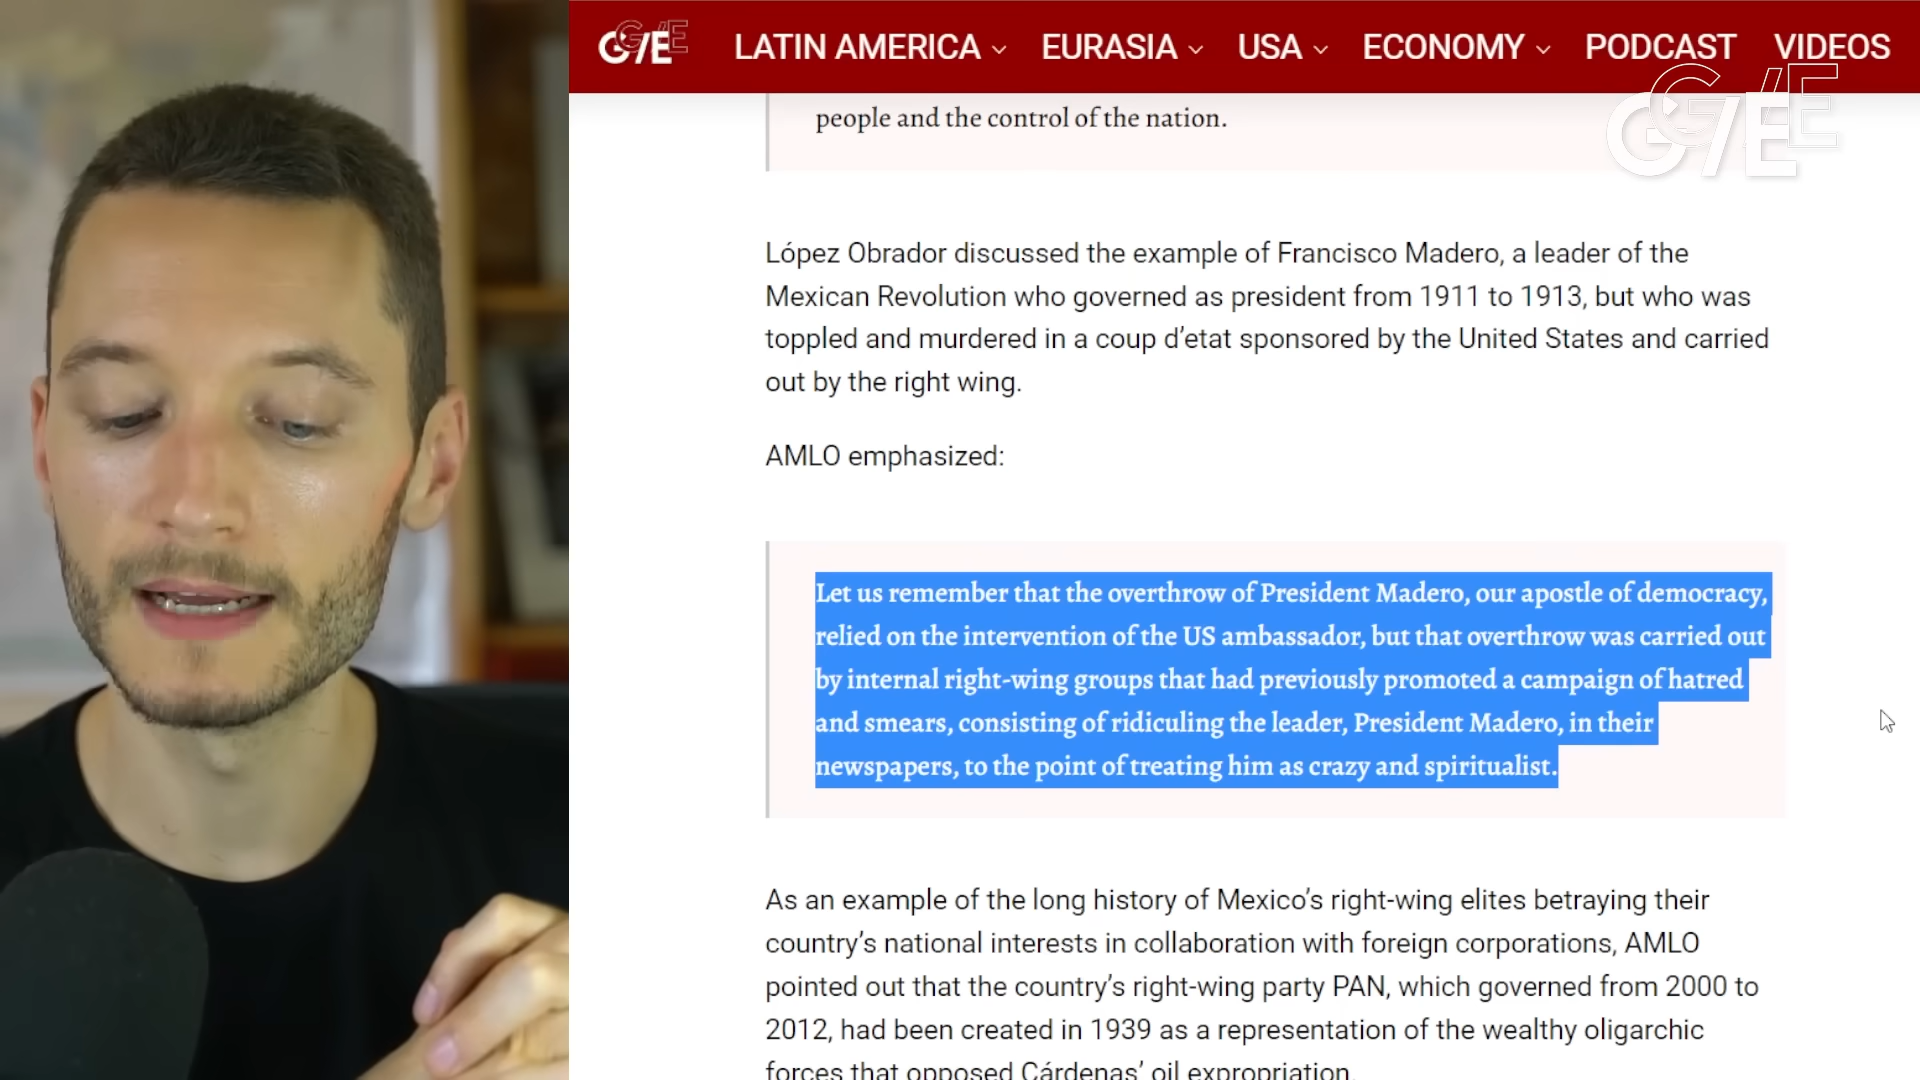 G/E LATIN AMERICA EURASIA USA ECONOMY PODCAST VIDEOS
G/E
people and the control of the nation.
López Obrador discussed the example of Francisco Madero, a leader of the
Mexican Revolution who governed as president from 1911 to 1913, but who was
toppled and murdered in a coup d’etat sponsored by the United States and carried
out by the right wing.
AMLO emphasized:
Let us remember that the overthrow of President Madero, our apostle of democracy,
relied on the intervention of the US ambassador, but that overthrow was carried out
by internal right-wing groups that had previously promoted a campaign of hatred
and smears, consisting of ridiculing the leader, President Madero, in their
newspapers, to the point of treating him as crazy and spiritualist.
As an example of the long history of Mexico’s right-wing elites betraying their
country’s national interests in collaboration with foreign corporations, AMLO
pointed out that the country’s right-wing party PAN, which governed from 2000 to
2012, had been created in 1939 as a representation of the wealthy oligarchic
forces that opposed Cárdenas’ oil expropriation.